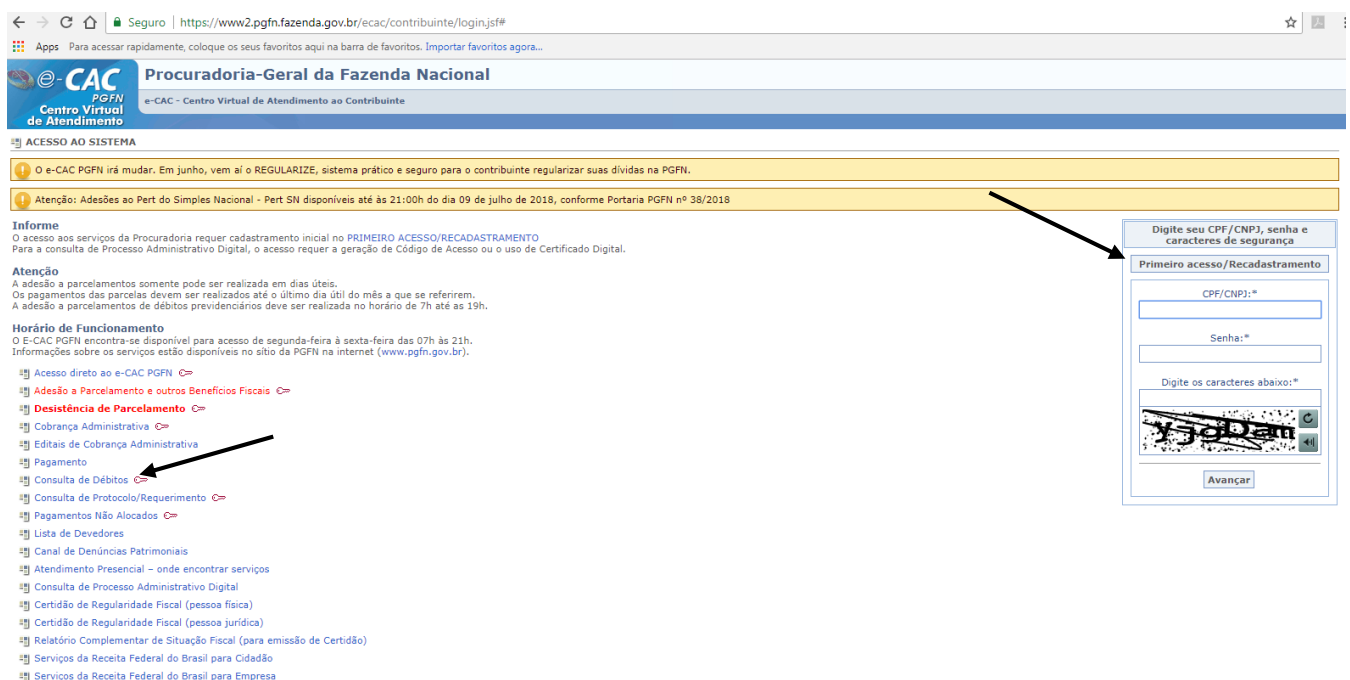 Seguro | https://www2.pgfn.fazenda.gov.br/ecac/contribuinte/login.jsf#
Apps Para acessar rapidamente, coloque os seus favoritos aqui na barra de favoritos. Importar favoritos agora...
e-CAC
PGFN
Centro Virtual
de Atendimento
Procuradoria-Geral da Fazenda Nacional
e-CAC - Centro Virtual de Atendimento ao Contribuinte
ACESSO AO SISTEMA
O e-CAC PGFN irá mudar. Em junho, vem aí o REGULARIZE, sistema prático e seguro para o contribuinte regularizar suas dívidas na PGFN.
Atenção: Adesões ao Pert do Simples Nacional - Pert SN disponíveis até às 21:00h do dia 09 de julho de 2018, conforme Portaria PGFN nº 38/2018
Informe
O acesso aos serviços da Procuradoria requer cadastramento inicial no PRIMEIRO ACESSO/RECADASTRAMENTO
Para a consulta de Processo Administrativo Digital, o acesso requer a geração de Código de Acesso ou o uso de Certificado Digital.
Atenção
A adesão a parcelamentos somente pode ser realizada em dias úteis.
Os pagamentos das parcelas devem ser realizados até o último dia útil do mês a que se referirem.
A adesão a parcelamentos de débitos previdenciários deve ser realizada no horário de 7h até as 19h.
Horário de Funcionamento
O E-CAC PGFN encontra-se disponível para acesso de segunda-feira à sexta-feira das 07h às 21h.
Informações sobre os serviços estão disponíveis no sítio da PGFN na internet (www.pgfn.gov.br).
Acesso direto ao e-CAC PGFN
Adesão a Parcelamento e outros Benefícios Fiscais
Desistência de Parcelamento
Cobrança Administrativa
Editais de Cobrança Administrativa
Pagamento
Consulta de Débitos
Consulta de Protocolo/Requerimento
Pagamentos Não Alocados
Lista de Devedores
Canal de Denúncias Patrimoniais
Atendimento Presencial – onde encontrar serviços
Consulta de Processo Administrativo Digital
Certidão de Regularidade Fiscal (pessoa física)
Certidão de Regularidade Fiscal (pessoa jurídica)
Relatório Complementar de Situação Fiscal (para emissão de Certidão)
Serviços da Receita Federal do Brasil para Cidadão
Serviços da Receita Federal do Brasil para Empresa
Digite seu CPF/CNPJ, senha e
caracteres de segurança
Primeiro acesso/Recadastramento
CPF/CNPJ:*
Senha:*
Digite os caracteres abaixo:*
yjgDam
Avançar